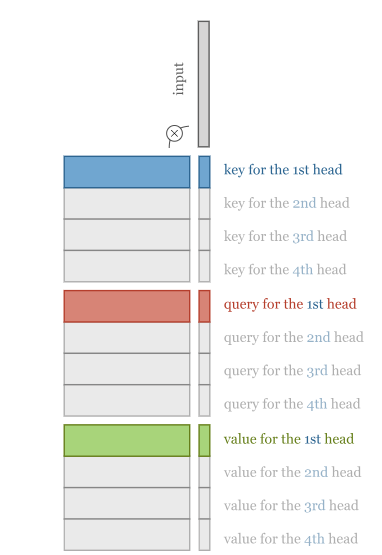 input
key for the 1st head
key for the 2nd head
key for the 3rd head
key for the 4th head
query for the 1st head
query for the 2nd head
query for the 3rd head
query for the 4th head
value for the 1st head
value for the 2nd head
value for the 3rd head
value for the 4th head